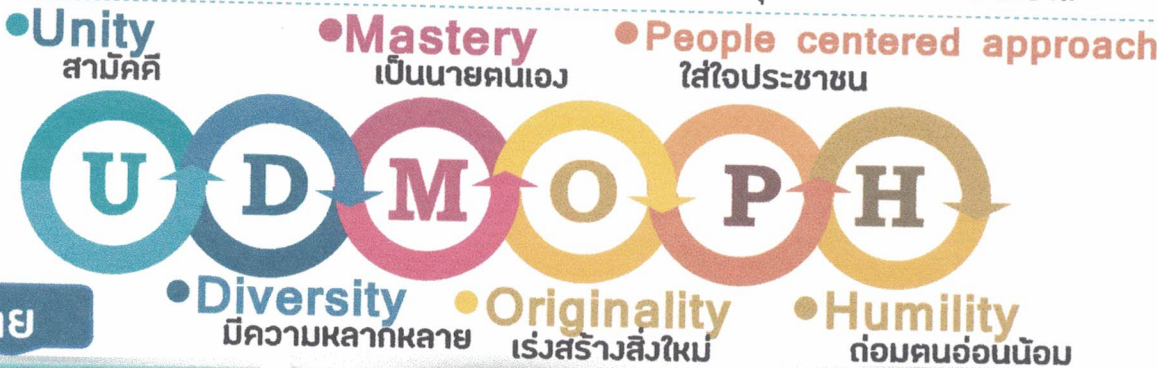 •Unity
สามัคคี
•Mastery
เป็นนายตนเอง
•People centered approach
ใส่ใจประชาชน
U D M O P H
•Diversity
มีความหลากหลาย
•Originality
เร่งสร้างสิ่งใหม่
•Humility
ถ่อมตนอ่อนน้อม